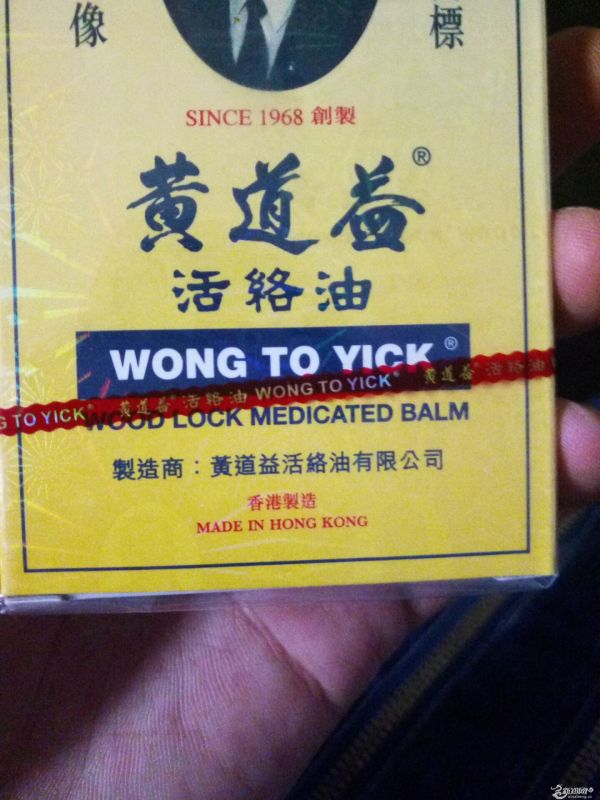 像 標
SINCE 1968 創製
黃道益®
活絡油
WONG TO YICK®
G TO YICK® 黃道益® 活絡油 WONG TO YICK® 黃道益® 活絡油
WOOD LOCK MEDICATED BALM
製造商：黃道益活絡油有限公司
香港製造
MADE IN HONG KONG